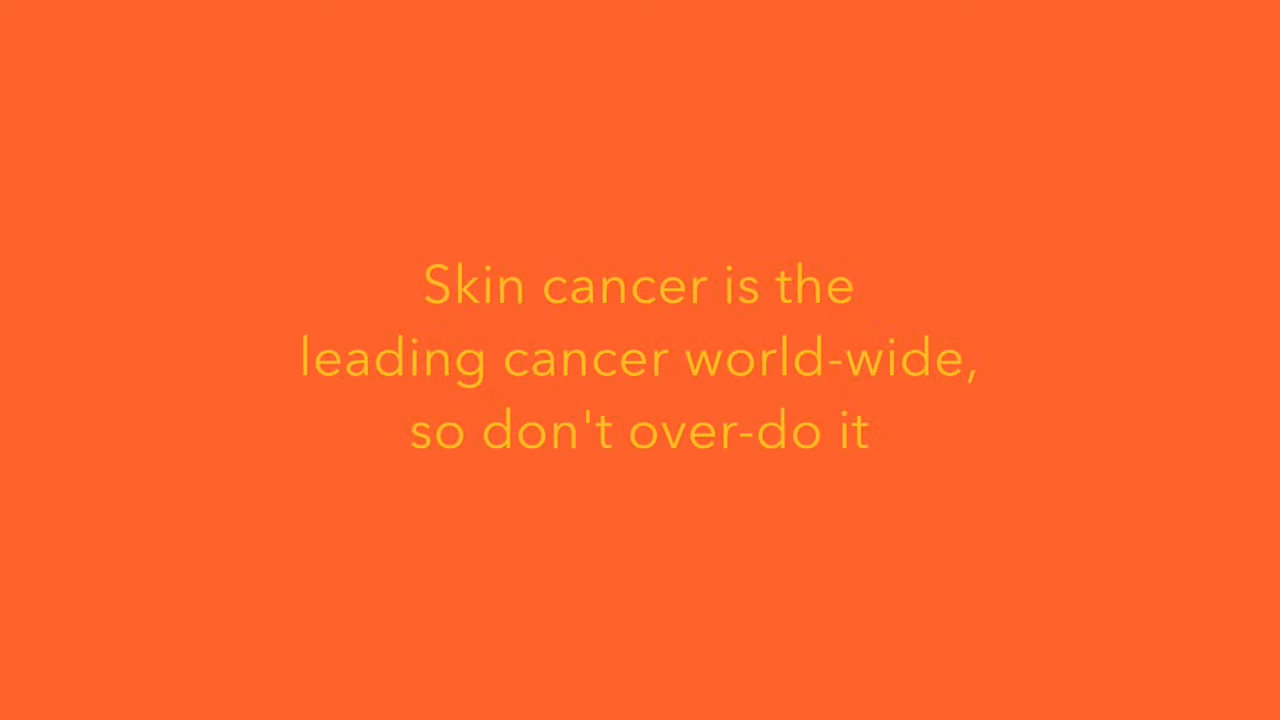 Skin cancer is the
leading cancer world-wide,
so don't over-do it